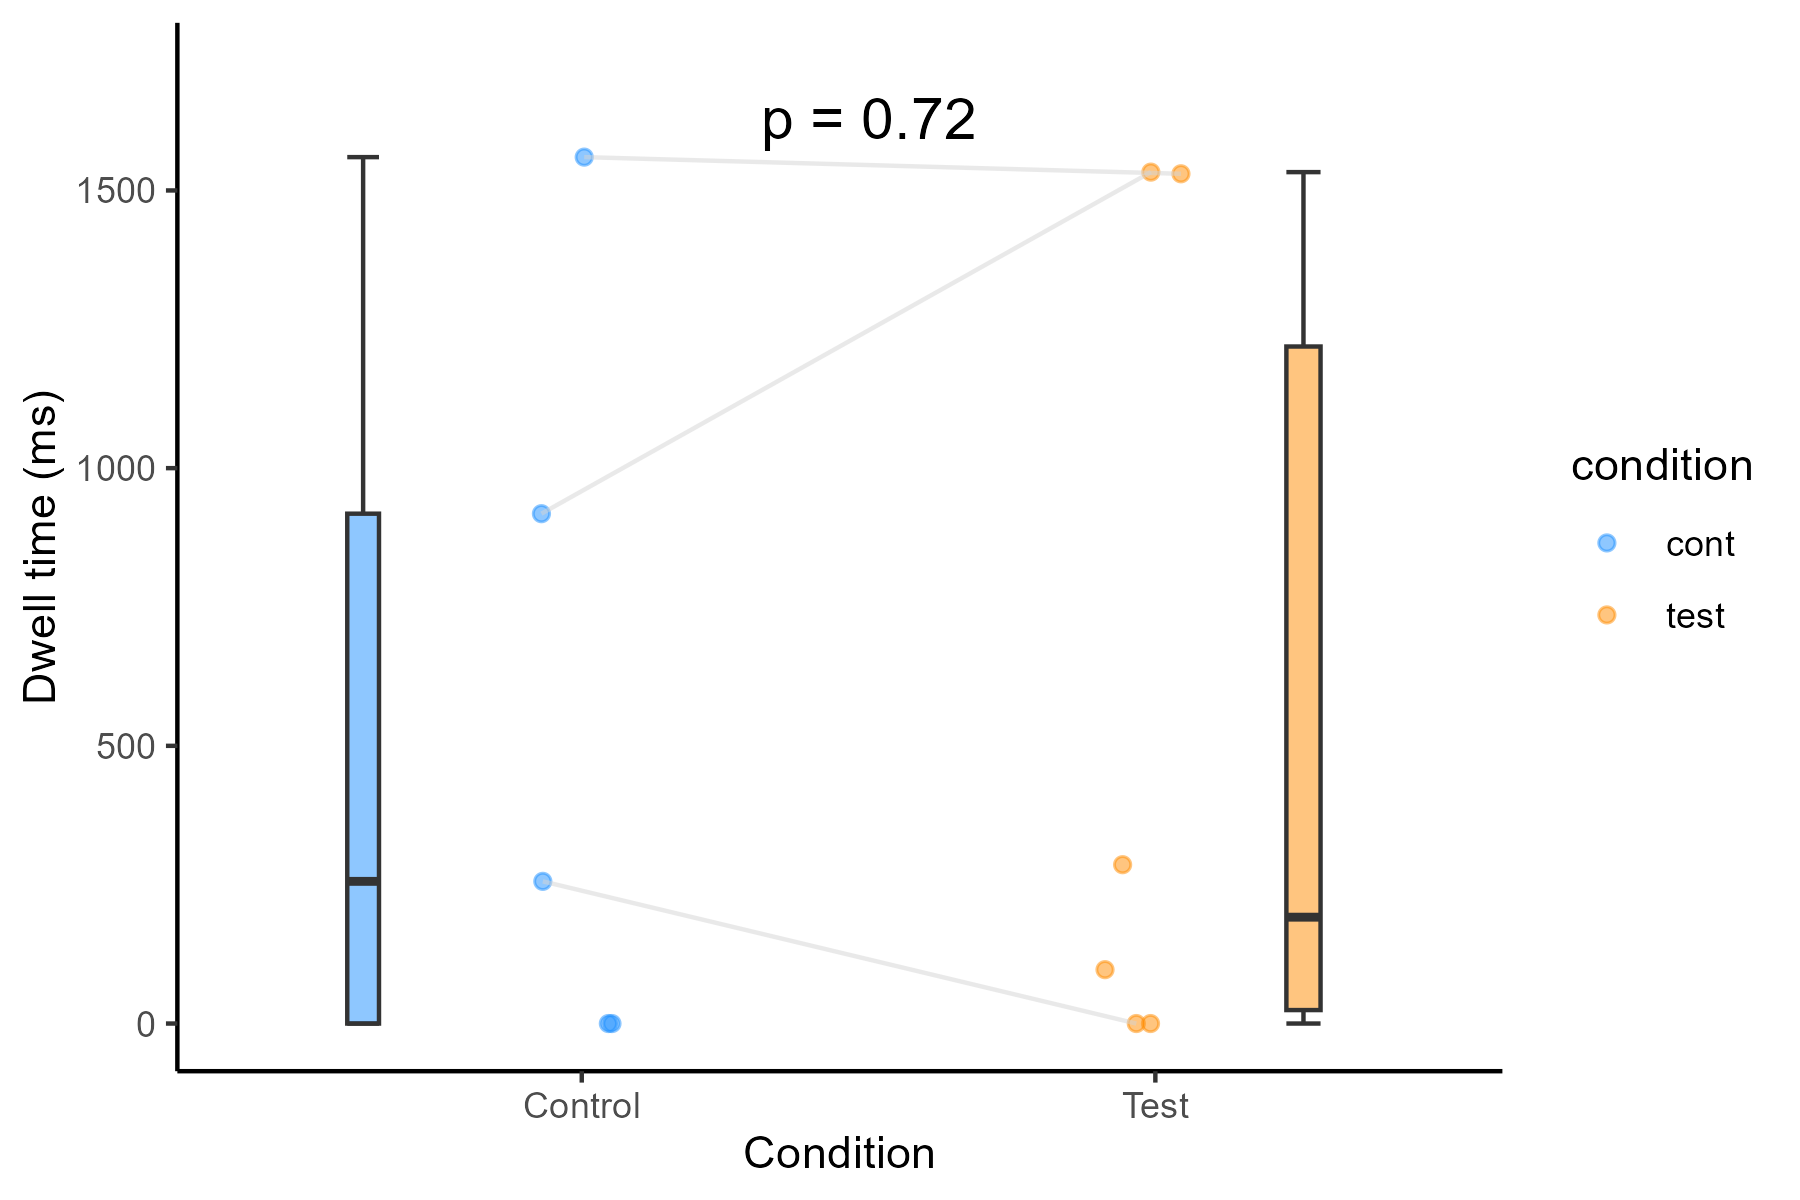 p = 0.72
Dwell time (ms)
1500
1000
500
0
Control
Test
Condition
condition
cont
test